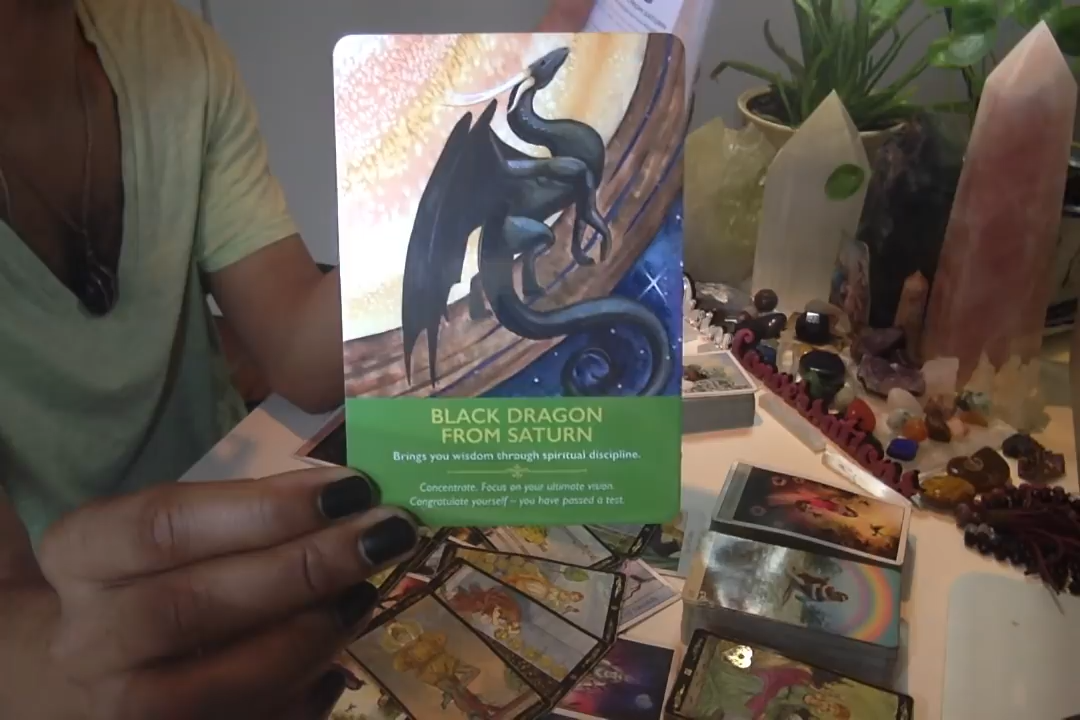 BLACK DRAGON
FROM SATURN
Brings you wisdom through spiritual discipline.
Concentrate. Focus on your ultimate vision.
Congratulate yourself – you have passed a test.